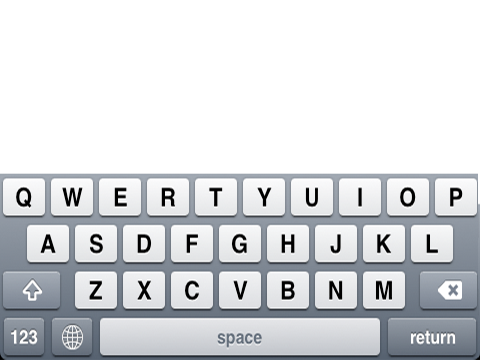 Q W E R T Y U I O P
A S D F G H J K L
Z X C V B N M
123 space return